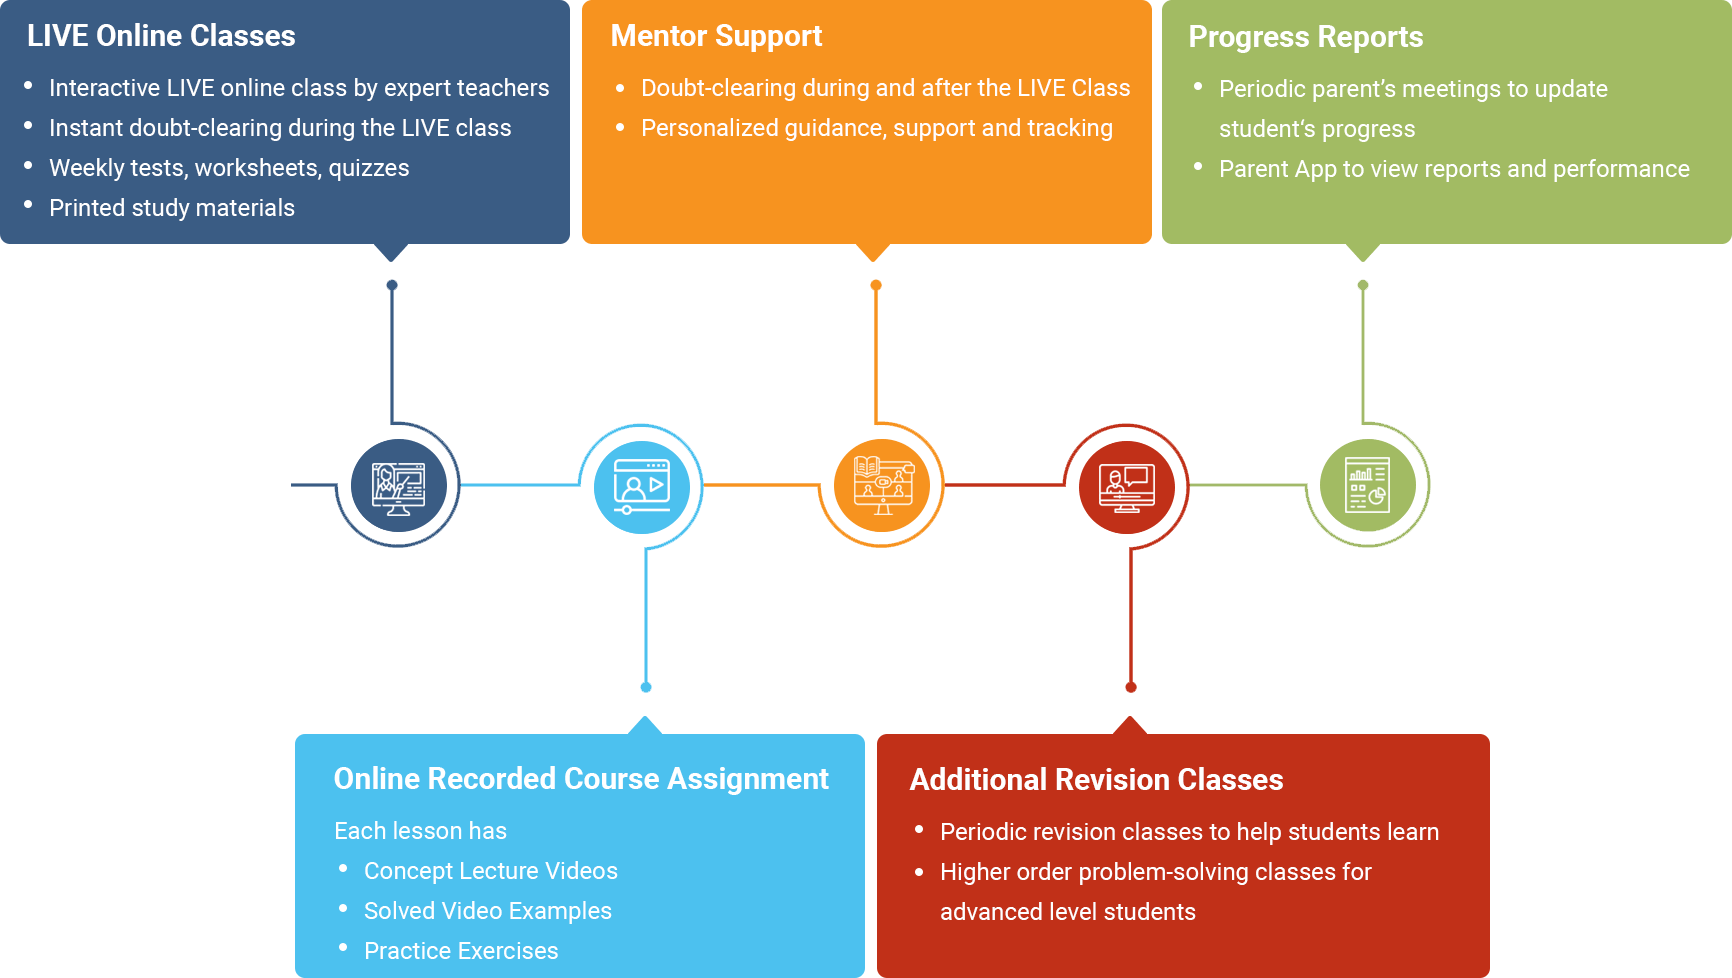 LIVE Online Classes
• Interactive LIVE online class by expert teachers
• Instant doubt-clearing during the LIVE class
• Weekly tests, worksheets, quizzes
• Printed study materials
Mentor Support
• Doubt-clearing during and after the LIVE Class
• Personalized guidance, support and tracking
Progress Reports
• Periodic parent’s meetings to update
student‘s progress
• Parent App to view reports and performance
Online Recorded Course Assignment
Each lesson has
• Concept Lecture Videos
• Solved Video Examples
• Practice Exercises
Additional Revision Classes
• Periodic revision classes to help students learn
• Higher order problem-solving classes for
advanced level students